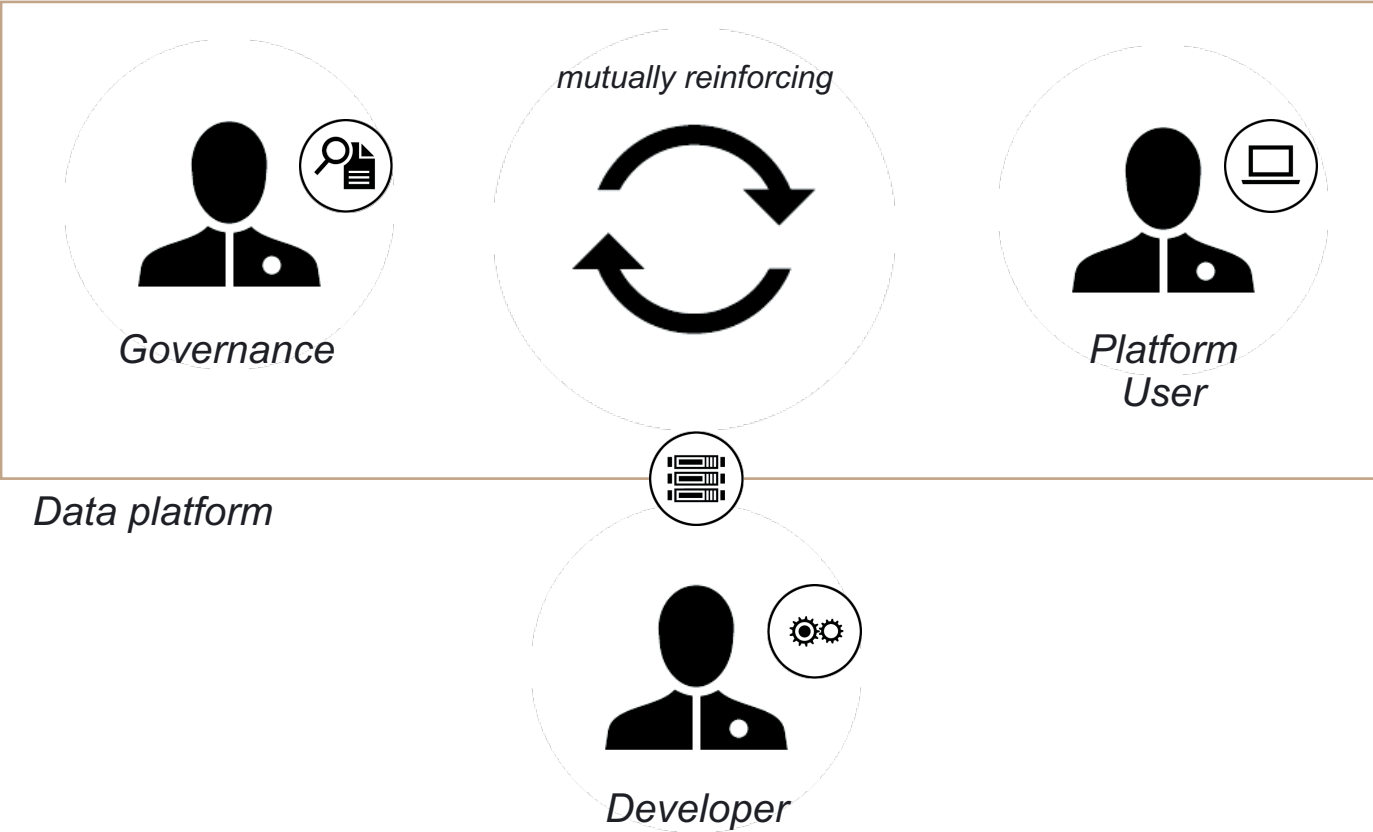 mutually reinforcing
Governance
Platform
User
Data platform
Developer